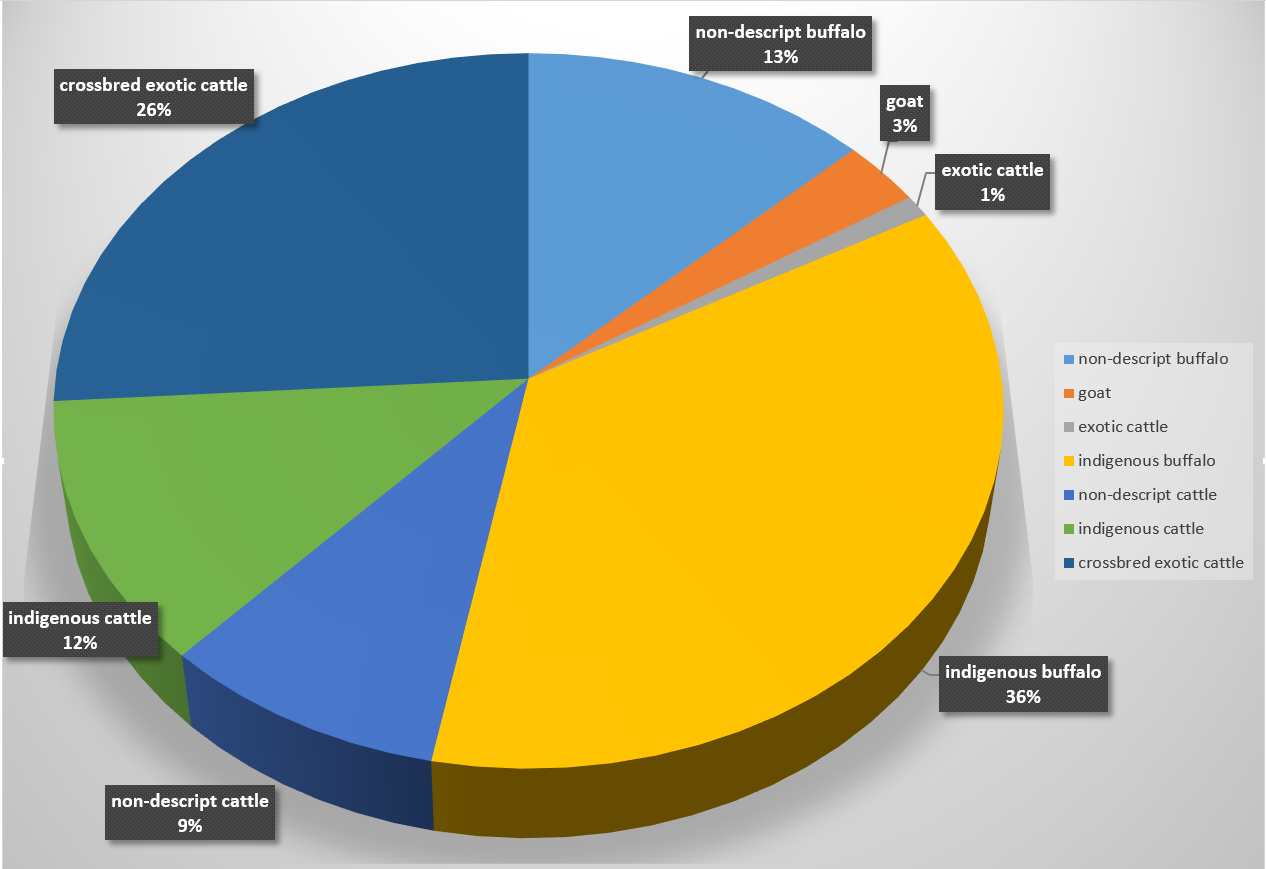 non-descript buffalo
13%
crossbred exotic cattle
26%
goat
3%
exotic cattle
1%
non-descript buffalo
goat
exotic cattle
indigenous buffalo
non-descript cattle
indigenous cattle
crossbred exotic cattle
indigenous cattle
12%
indigenous buffalo
36%
non-descript cattle
9%